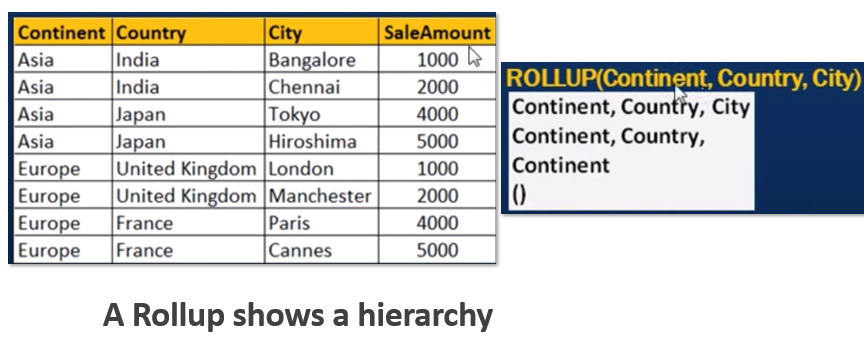 Continent Country City SaleAmount
Asia India Bangalore 1000
Asia India Chennai 2000
Asia Japan Tokyo 4000
Asia Japan Hiroshima 5000
Europe United Kingdom London 1000
Europe United Kingdom Manchester 2000
Europe France Paris 4000
Europe France Cannes 5000
ROLLUP(Continent, Country, City)
Continent, Country, City
Continent, Country,
Continent
()
A Rollup shows a hierarchy